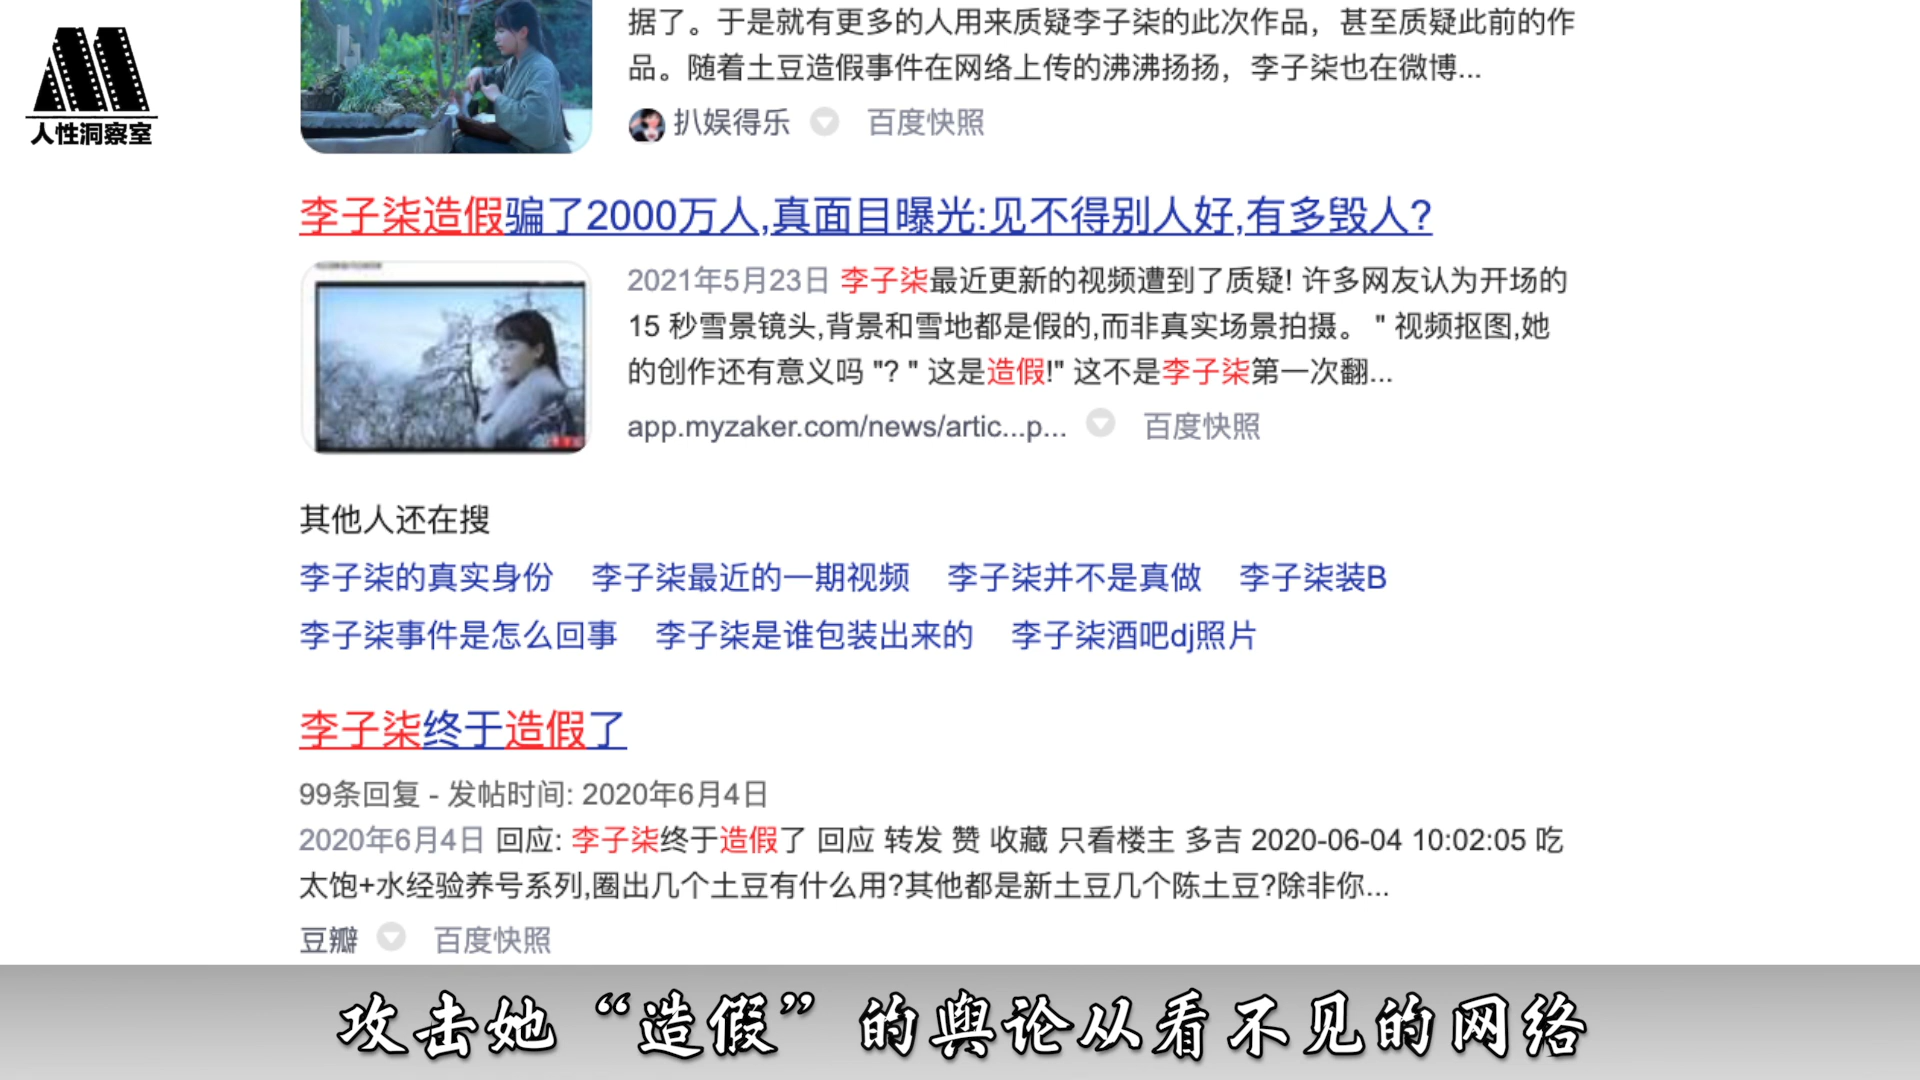 人性洞察室
据了。于是就有更多的人用来质疑李子柒的此次作品，甚至质疑此前的作
品。随着土豆造假事件在网络上传的沸沸扬扬，李子柒也在微博...
扒娱得乐 百度快照
李子柒造假骗了2000万人,真面目曝光:见不得别人好,有多毁人?
2021年5月23日 李子柒最近更新的视频遭到了质疑! 许多网友认为开场的
15 秒雪景镜头,背景和雪地都是假的,而非真实场景拍摄。 " 视频抠图,她
的创作还有意义吗 "? " 这是造假!" 这不是李子柒第一次翻...
app.myzaker.com/news/artic...p... 百度快照
其他人还在搜
李子柒的真实身份 李子柒最近的一期视频 李子柒并不是真做 李子柒装B
李子柒事件是怎么回事 李子柒是谁包装出来的 李子柒酒吧dj照片
李子柒终于造假了
99条回复 - 发帖时间: 2020年6月4日
2020年6月4日 回应: 李子柒终于造假了 回应 转发 赞 收藏 只看楼主 多吉 2020-06-04 10:02:05 吃
太饱+水经验养号系列,圈出几个土豆有什么用?其他都是新土豆几个陈土豆?除非你...
豆瓣 百度快照
攻击她“造假”的舆论从看不见的网络